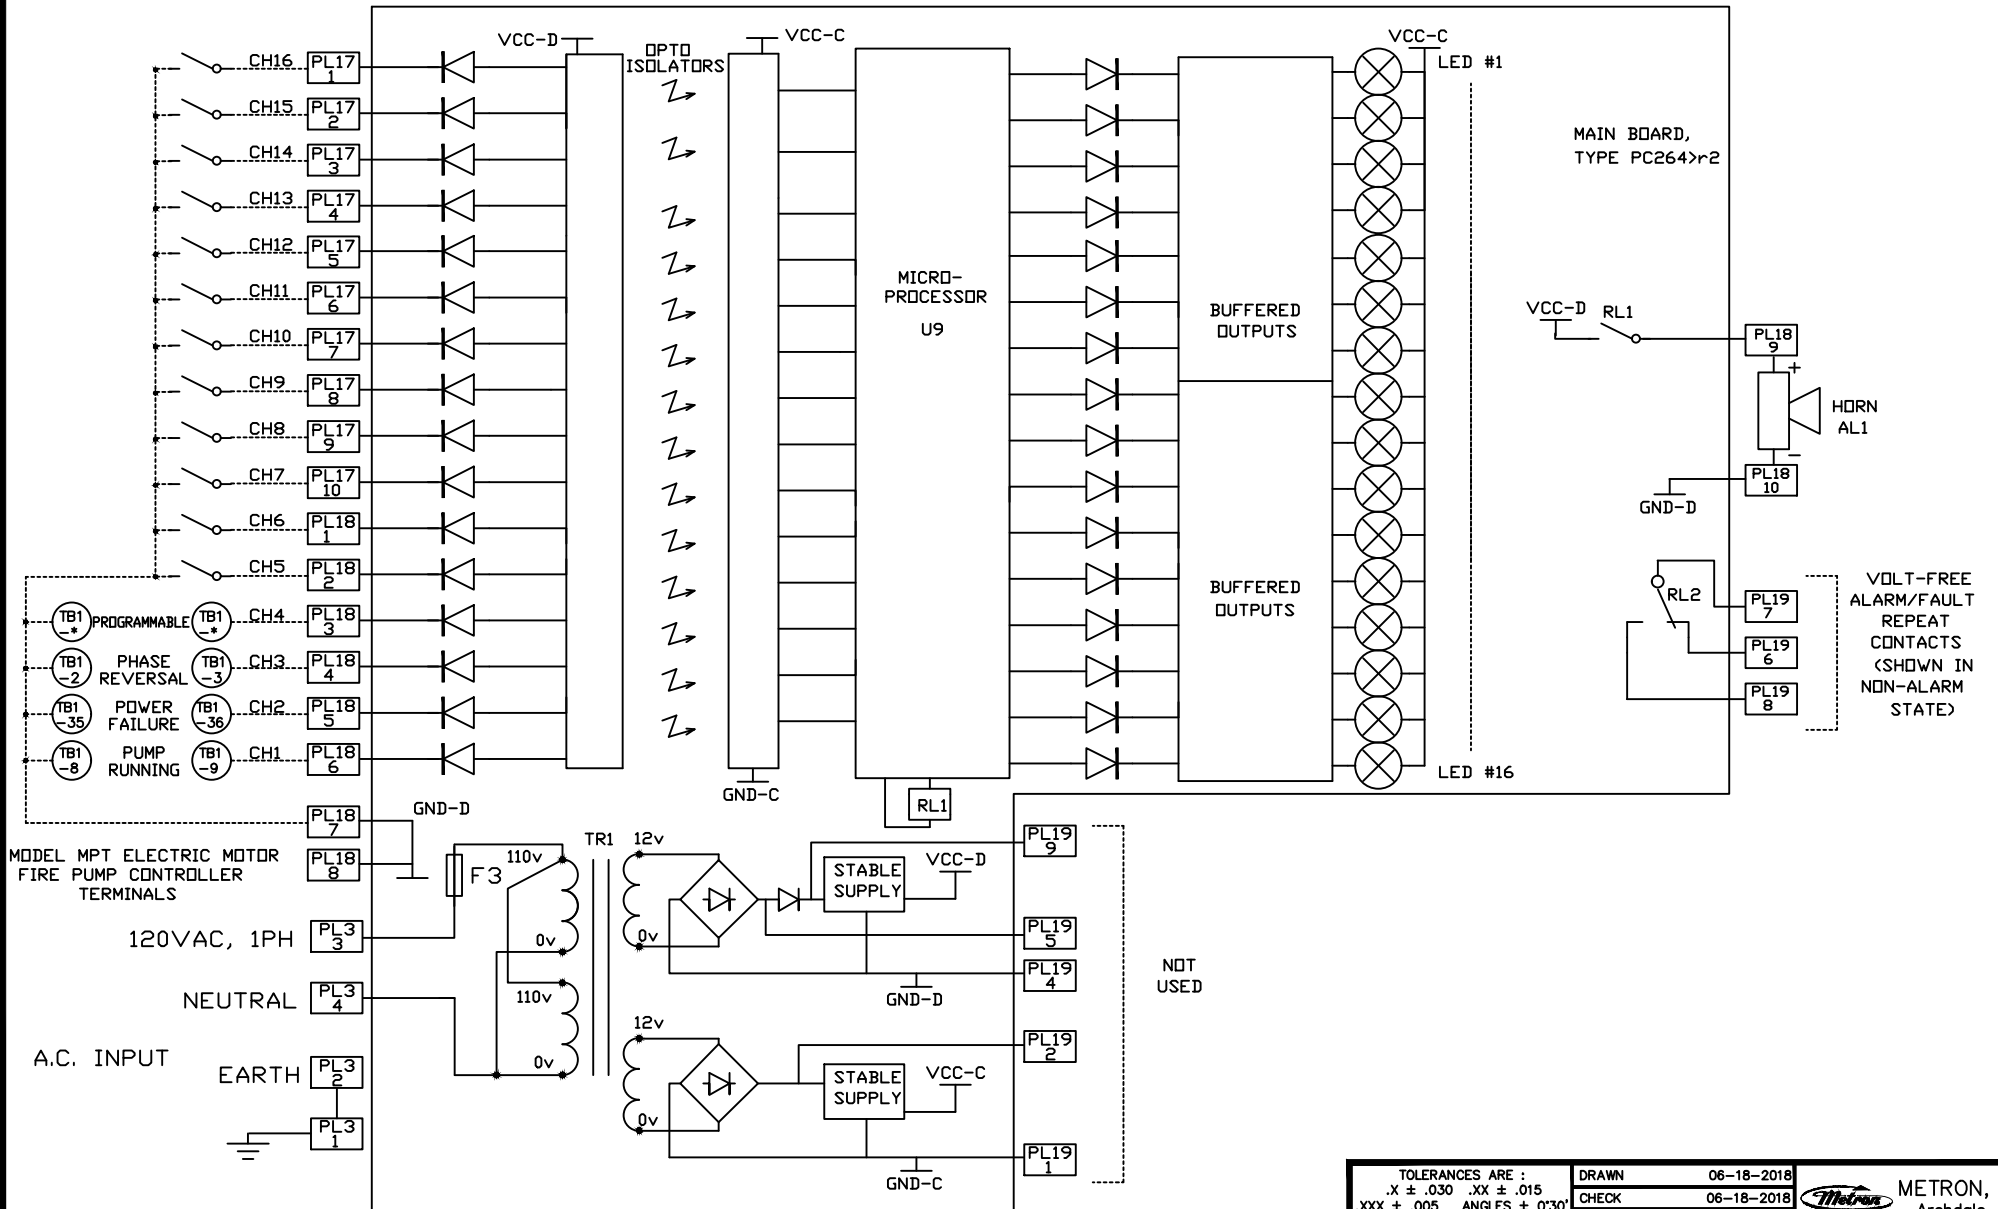 VCC-D
OPTO
ISOLATORS
VCC-C
VCC-C
LED #1
CH16 PL17 1
CH15 PL17 2
CH14 PL17 3
CH13 PL17 4
CH12 PL17 5
CH11 PL17 6
CH10 PL17 7
CH9 PL17 8
CH8 PL17 9
CH7 PL17 10
CH6 PL18 1
CH5 PL18 2
TB1 -* PROGRAMMABLE TB1 -* CH4 PL18 3
TB1 -2 PHASE REVERSAL TB1 -3 CH3 PL18 4
TB1 -35 POWER FAILURE TB1 -36 CH2 PL18 5
TB1 -8 PUMP RUNNING TB1 -9 CH1 PL18 6
PL18 7
PL18 8
GND-D
MODEL MPT ELECTRIC MOTOR
FIRE PUMP CONTROLLER
TERMINALS
MICRO-
PROCESSOR
U9
BUFFERED
OUTPUTS
BUFFERED
OUTPUTS
MAIN BOARD,
TYPE PC264>r2
VCC-D RL1
PL18 9
+
HORN
AL1
-
PL18 10
GND-D
RL2
PL19 7
PL19 6
PL19 8
VOLT-FREE
ALARM/FAULT
REPEAT
CONTACTS
(SHOWN IN
NON-ALARM
STATE)
LED #16
GND-C
RL1
120VAC, 1PH PL3 3
NEUTRAL PL3 4
A.C. INPUT
EARTH PL3 2
PL3 1
F3
110v
0v
110v
0v
TR1
12v
0v
12v
0v
STABLE
SUPPLY
VCC-D
GND-D
STABLE
SUPPLY
VCC-C
GND-C
PL19 9
PL19 5
PL19 4
PL19 2
PL19 1
NOT
USED
TOLERANCES ARE :
.X ± .030 .XX ± .015
XXX ± .005 ANGLES ± 0°30'
DRAWN 06-18-2018
CHECK 06-18-2018
Metron
METRON,